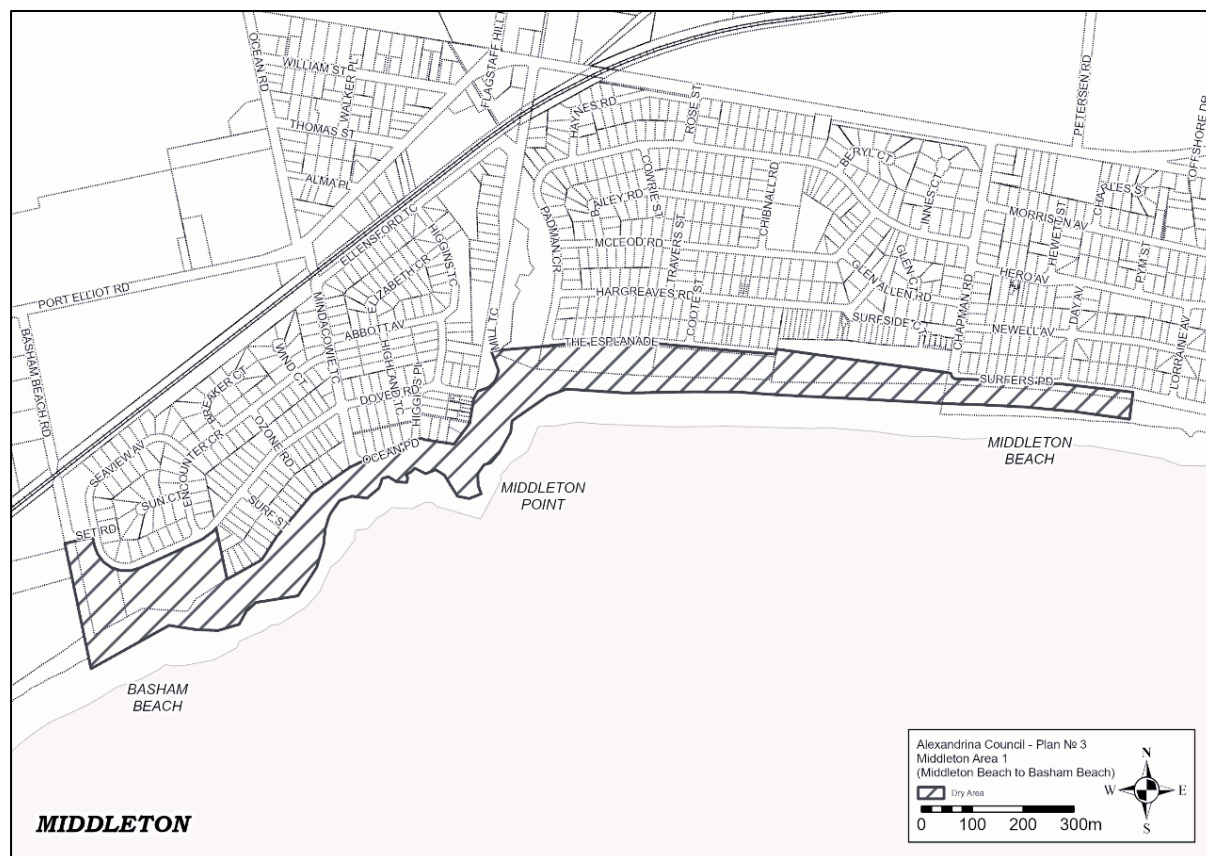 OCEAN RD
WILLIAM ST
WALKER PL
FLAGSTAFF HILL
THOMAS ST
ALMA PL
HAYNES RD
ROSE ST
PETERSEN RD
BERYL CT
INNES CT
CHARLES ST
MORRISON AV
HEWETT ST
PYM ST
BAILEY RD
COWRIE ST
CHIBNALL RD
PADMAN CR
MCLEOD RD
TRAVERS ST
HARGREAVES RD
COOTE ST
GLEN CT
GLEN ALLEN RD
SURFSIDE CT
CHAPMAN RD
HERO AV
NEWELL AV
DAY AV
LORRAINE AV
PORT ELLIOT RD
BASHAM BEACH RD
ELLENSFORD TC
HIGGINS TC
ELIZABETH CR
MINDACOWIE TC
ABBOTT AV
HIGHLAND TC
HIGGIS PL
MILL TC
THE ESPLANADE
SURFERS PD
WIND CT
BREAKER CT
DOVER RD
OZONE RD
OCEAN PD
SEAVIEW AV
ENCOUNTER CR
SUN CT
SURF ST
SET RD
MIDDLETON
BEACH
MIDDLETON
POINT
BASHAM
BEACH
MIDDLETON
Alexandrina Council - Plan № 3
Middleton Area 1
(Middleton Beach to Basham Beach)
Dry Area
0 100 200 300m
N
W E
S